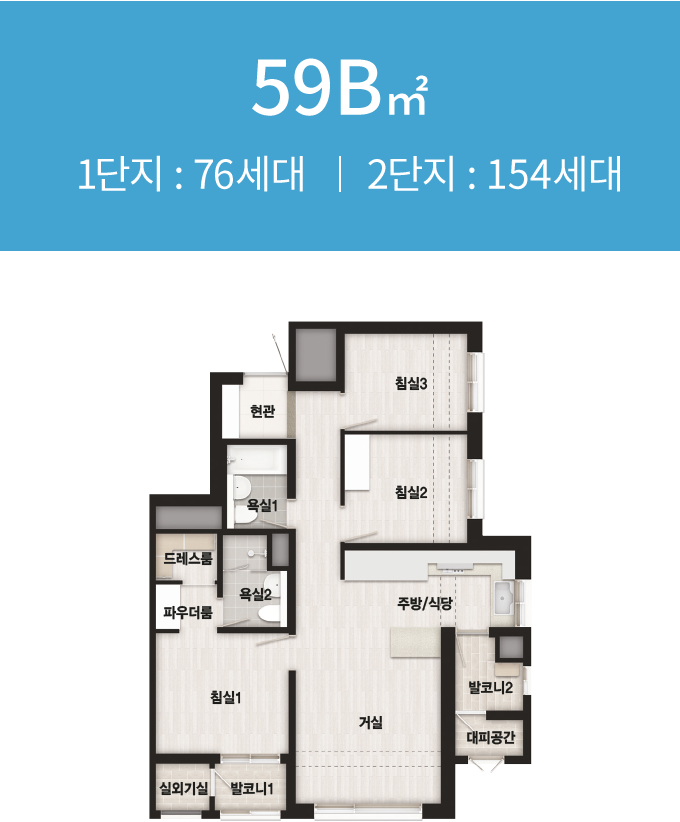 59B㎡
1단지 : 76세대 | 2단지 : 154세대
침실3
현관
침실2
욕실1
드레스룸
욕실2
주방/식당
파우더룸
발코니2
침실1
거실
대피공간
실외기실
발코니1